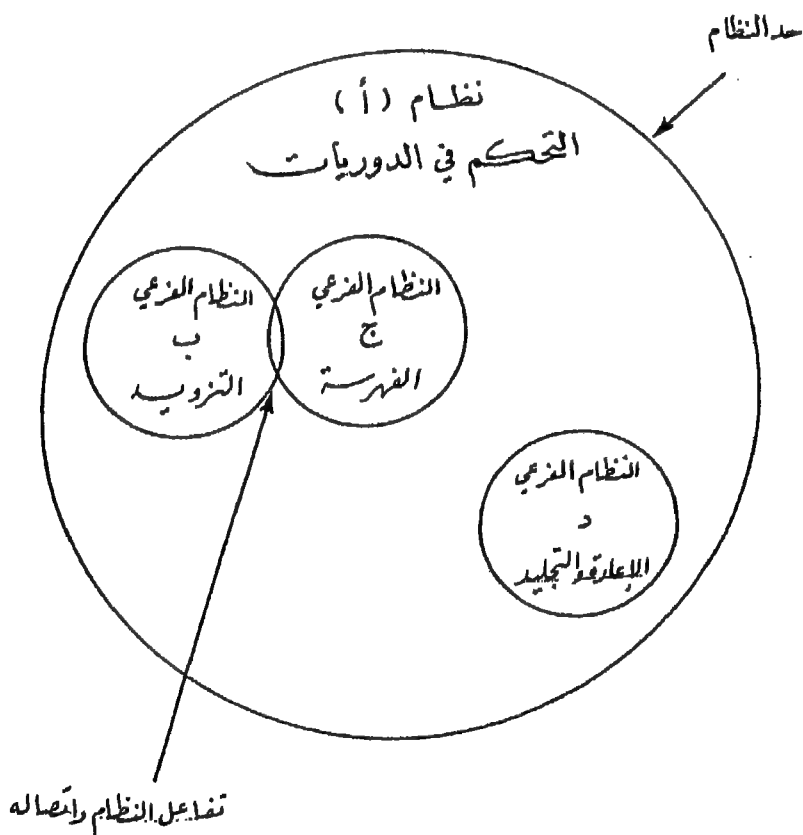 حد النظام
نظام (أ)
التحكم في الدوريات
النظام الفرعي
ج
الفهرسة
النظام الفرعي
ب
التزويد
النظام الفرعي
د
الإعارة والتجليد
تفاعل النظام واتصاله